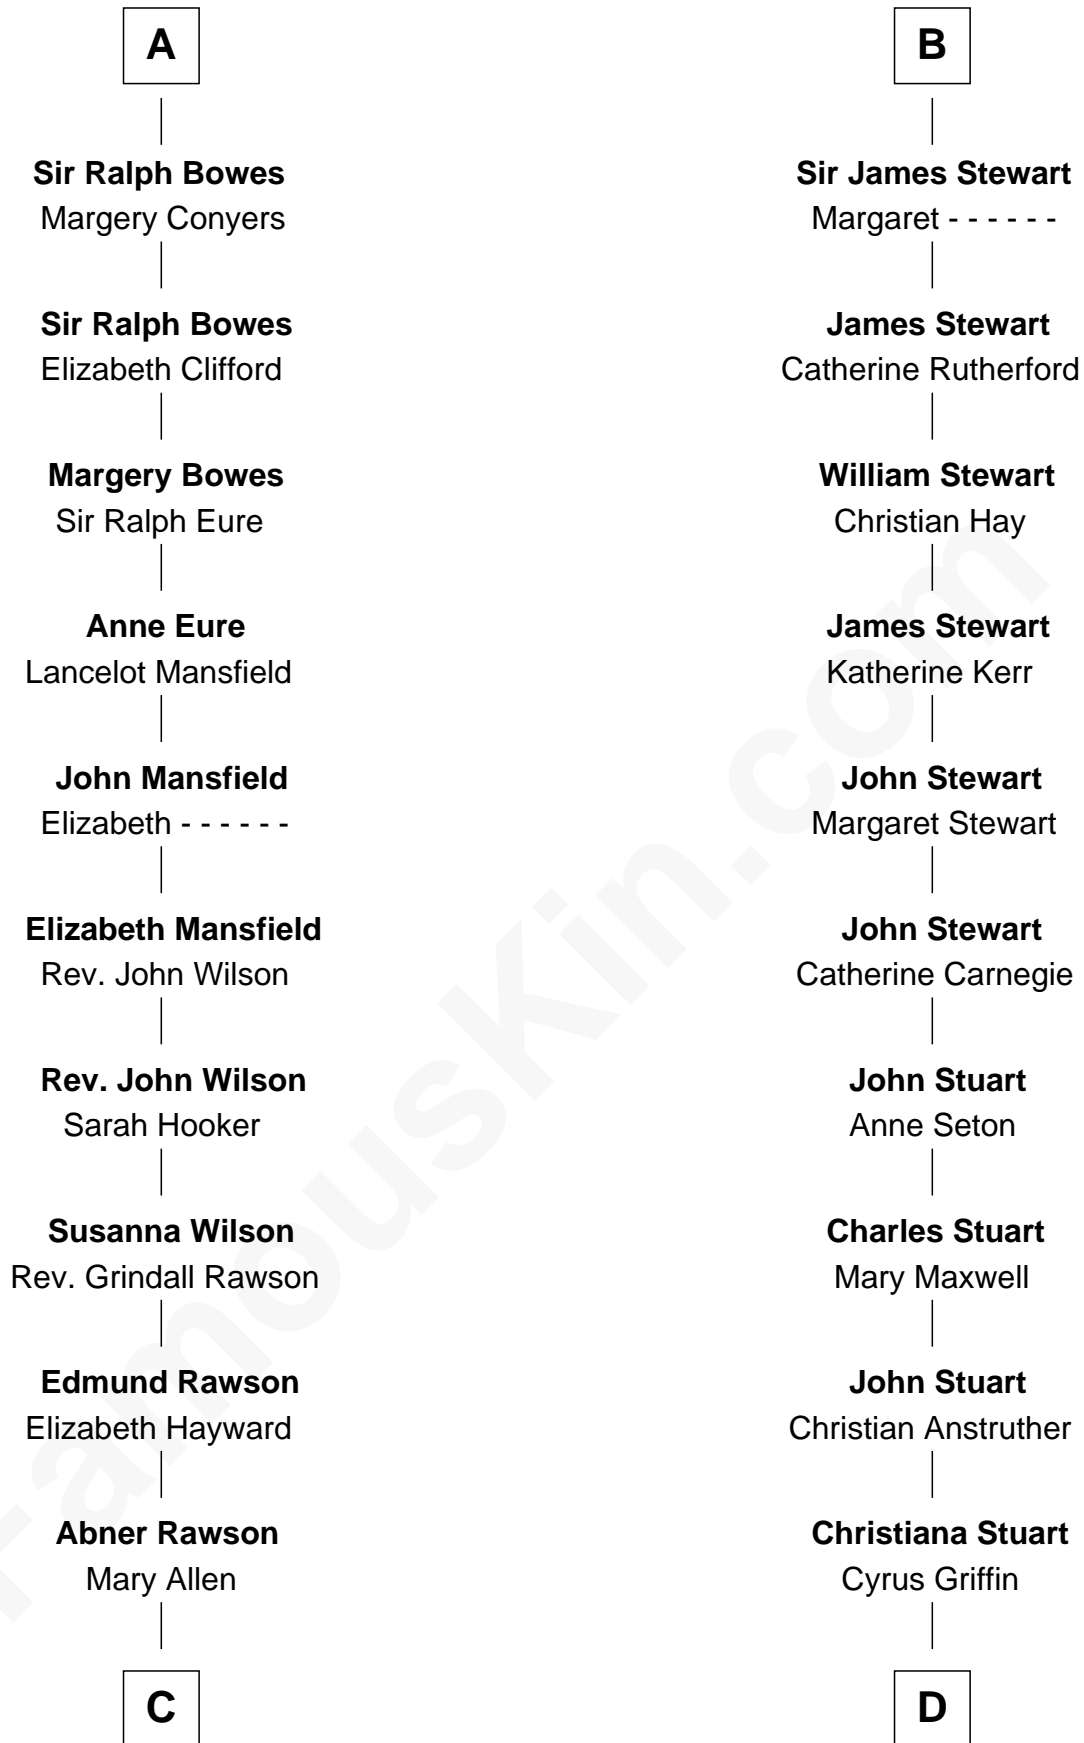 A
Sir Ralph Bowes
Margery Conyers
Sir Ralph Bowes
Elizabeth Clifford
Margery Bowes
Sir Ralph Eure
Anne Eure
Lancelot Mansfield
John Mansfield
Elizabeth - - - - - -
Elizabeth Mansfield
Rev. John Wilson
Rev. John Wilson
Sarah Hooker
Susanna Wilson
Rev. Grindall Rawson
Edmund Rawson
Elizabeth Hayward
Abner Rawson
Mary Allen
C
B
Sir James Stewart
Margaret - - - - - -
James Stewart
Catherine Rutherford
William Stewart
Christian Hay
James Stewart
Katherine Kerr
John Stewart
Margaret Stewart
John Stewart
Catherine Carnegie
John Stuart
Anne Seton
Charles Stuart
Mary Maxwell
John Stuart
Christian Anstruther
Christiana Stuart
Cyrus Griffin
D
FamousKin.com